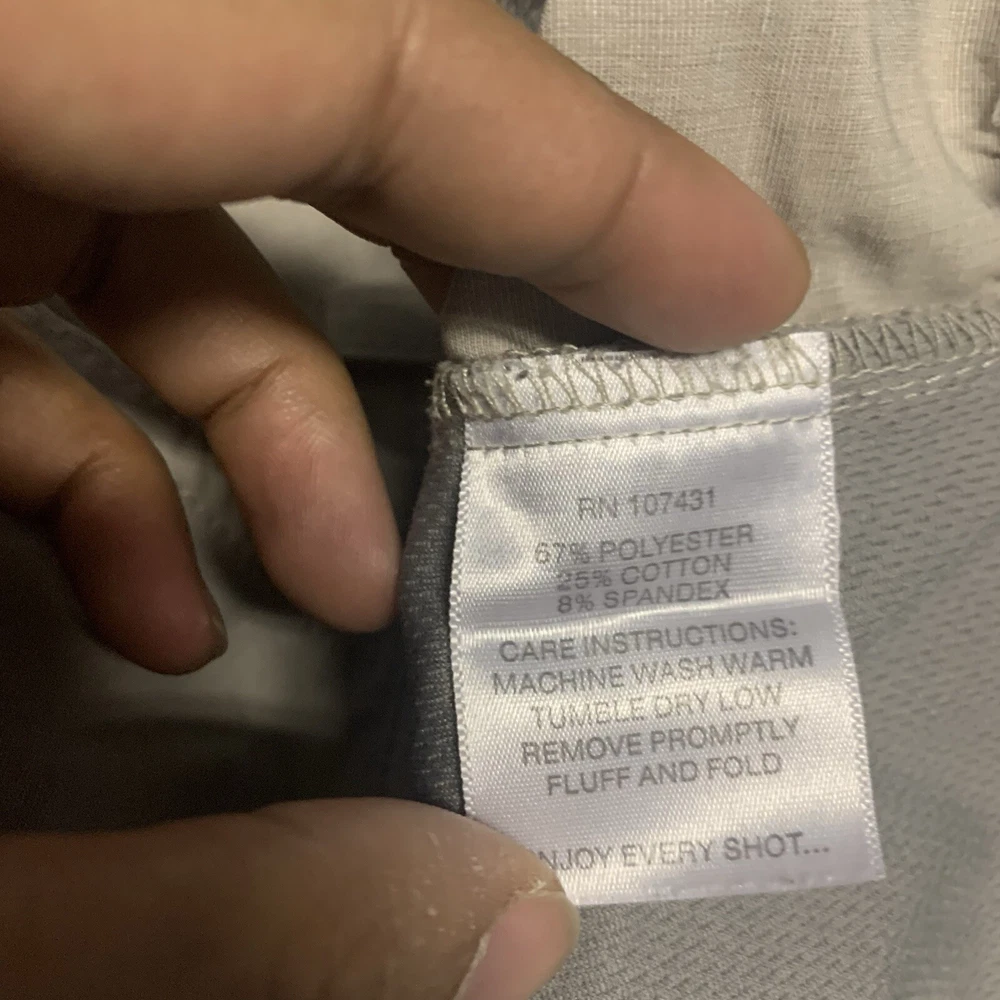 RN 107431
67% POLYESTER
25% COTTON
8% SPANDEX
CARE INSTRUCTIONS:
MACHINE WASH WARM
TUMBLE DRY LOW
REMOVE PROMPTLY
FLUFF AND FOLD
NJOY EVERY SHOT...